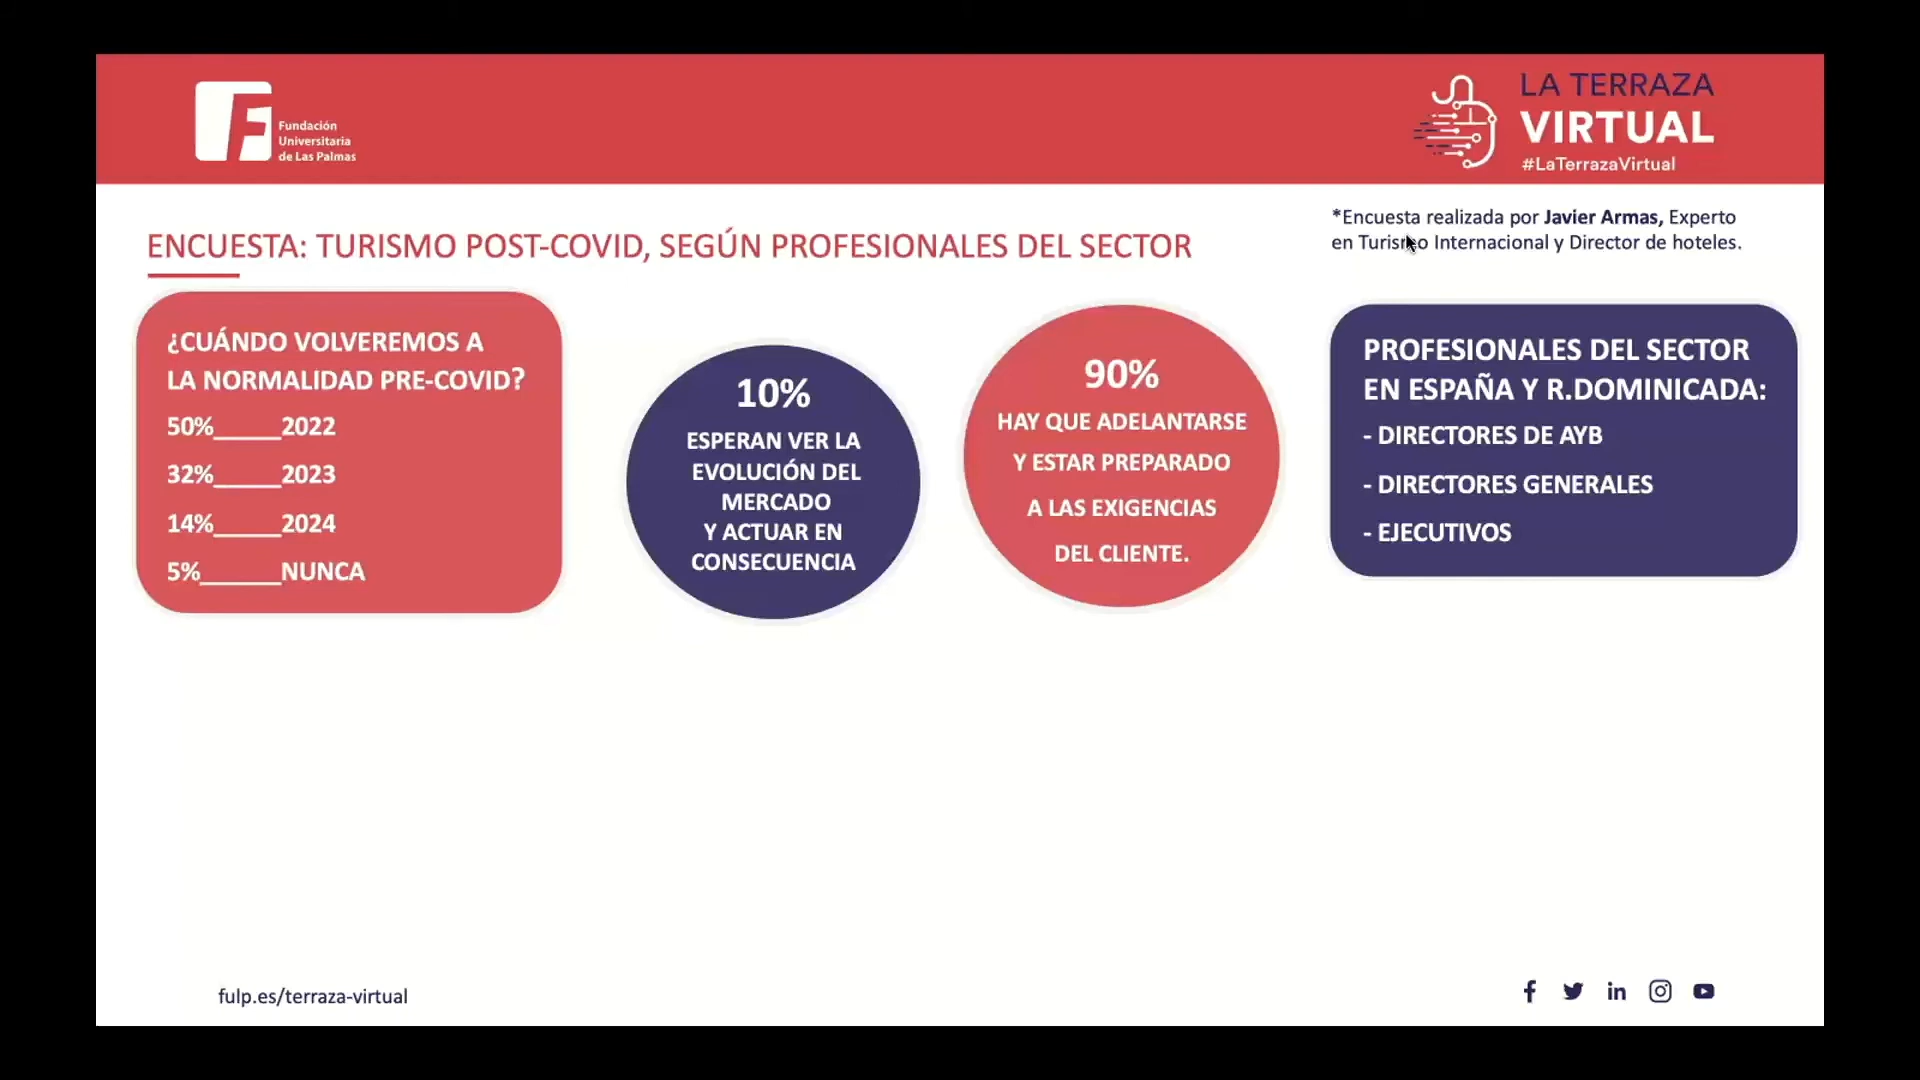 Fundación
Universitaria
de Las Palmas
LA TERRAZA
VIRTUAL
#LaTerrazaVirtual
ENCUESTA: TURISMO POST-COVID, SEGÚN PROFESIONALES DEL SECTOR
*Encuesta realizada por Javier Armas, Experto
en Turismo Internacional y Director de hoteles.
¿CUÁNDO VOLVEREMOS A
LA NORMALIDAD PRE-COVID?
50%_____2022
32%_____2023
14%_____2024
5%______NUNCA
10%
ESPERAN VER LA
EVOLUCIÓN DEL
MERCADO
Y ACTUAR EN
CONSECUENCIA
90%
HAY QUE ADELANTARSE
Y ESTAR PREPARADO
A LAS EXIGENCIAS
DEL CLIENTE.
PROFESIONALES DEL SECTOR
EN ESPAÑA Y R.DOMINICADA:
- DIRECTORES DE AYB
- DIRECTORES GENERALES
- EJECUTIVOS
fulp.es/terraza-virtual